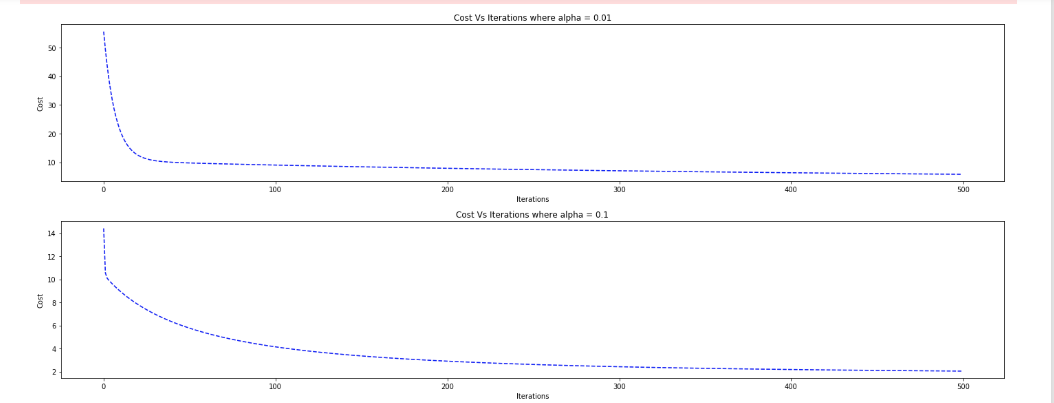 Cost Vs Iterations where alpha = 0.01
50
40
30
20
10
Cost
0 100 200 300 400 500
Iterations
Cost Vs Iterations where alpha = 0.1
14
12
10
8
6
4
2
Cost
0 100 200 300 400 500
Iterations